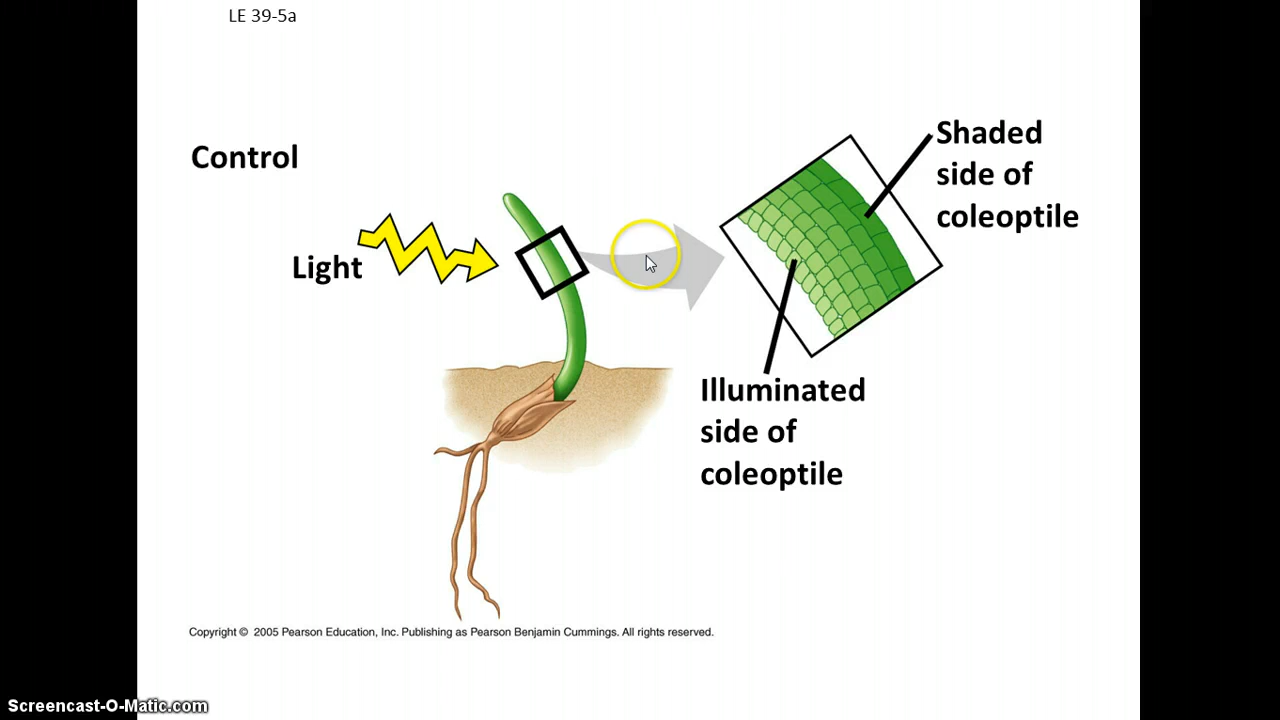 LE 39-5a
Control
Light
Shaded
side of
coleoptile
Illuminated
side of
coleoptile
Copyright © 2005 Pearson Education, Inc. Publishing as Pearson Benjamin Cummings. All rights reserved.
Screencast-O-Matic.com